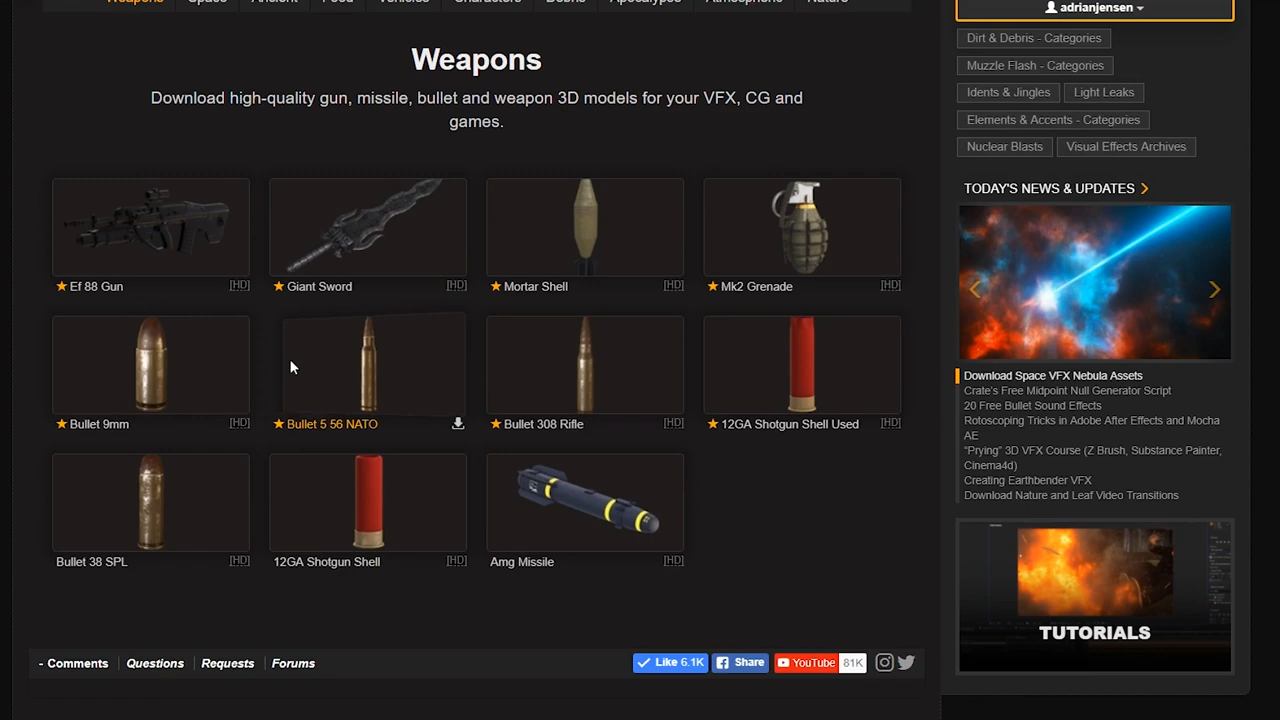 Weapons Space Ancient Food Vehicles Characters Debris Apocalypse Atmosphere Nature
adrianjensen
Weapons
Download high-quality gun, missile, bullet and weapon 3D models for your VFX, CG and
games.
Ef 88 Gun [HD] Giant Sword [HD] Mortar Shell [HD] Mk2 Grenade [HD]
Bullet 9mm [HD] Bullet 5 56 NATO Bullet 308 Rifle [HD] 12GA Shotgun Shell Used [HD]
Bullet 38 SPL [HD] 12GA Shotgun Shell [HD] Amg Missile [HD]
- Comments Questions Requests Forums Like 6.1K Share YouTube 81K
Dirt & Debris - Categories
Muzzle Flash - Categories
Idents & Jingles Light Leaks
Elements & Accents - Categories
Nuclear Blasts Visual Effects Archives
TODAY'S NEWS & UPDATES
Download Space VFX Nebula Assets
Crate's Free Midpoint Null Generator Script
20 Free Bullet Sound Effects
Rotoscoping Tricks in Adobe After Effects and Mocha
AE
"Prying" 3D VFX Course (Z Brush, Substance Painter,
Cinema4d)
Creating Earthbender VFX
Download Nature and Leaf Video Transitions
TUTORIALS